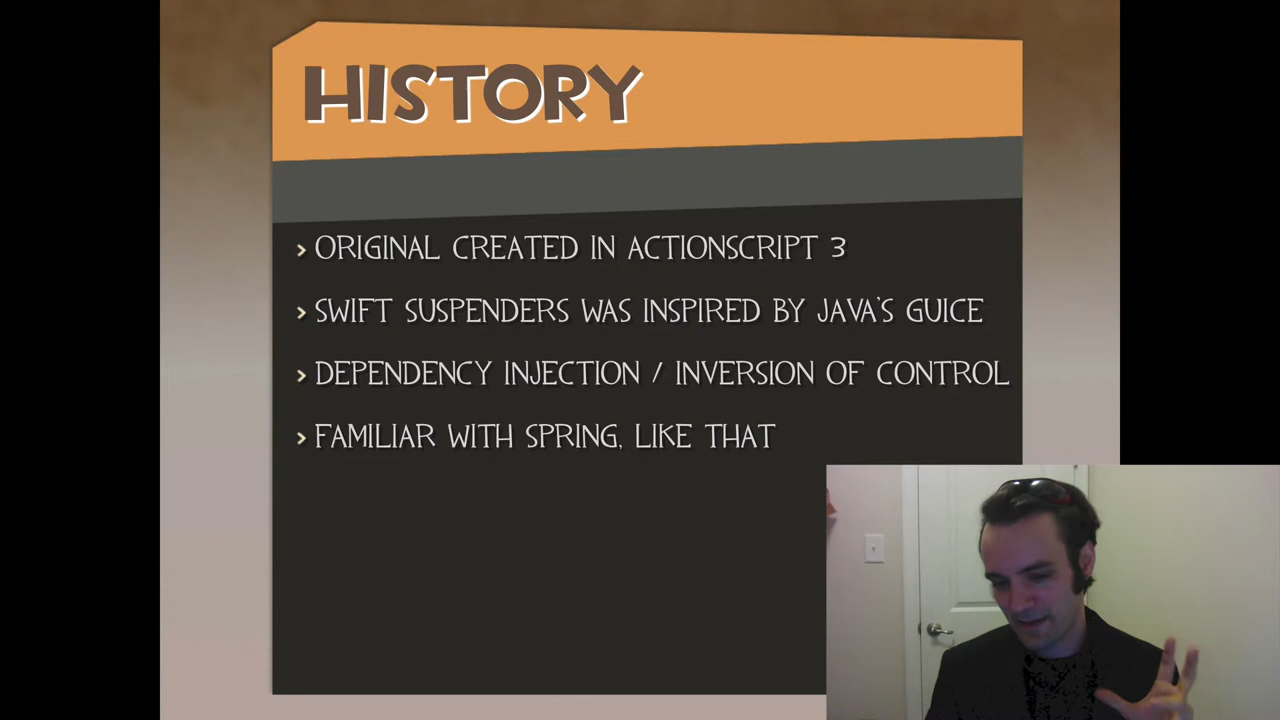 HISTORY
› ORIGINAL CREATED IN ACTIONSCRIPT 3
› SWIFT SUSPENDERS WAS INSPIRED BY JAVA'S GUICE
› DEPENDENCY INJECTION / INVERSION OF CONTROL
› FAMILIAR WITH SPRING, LIKE THAT